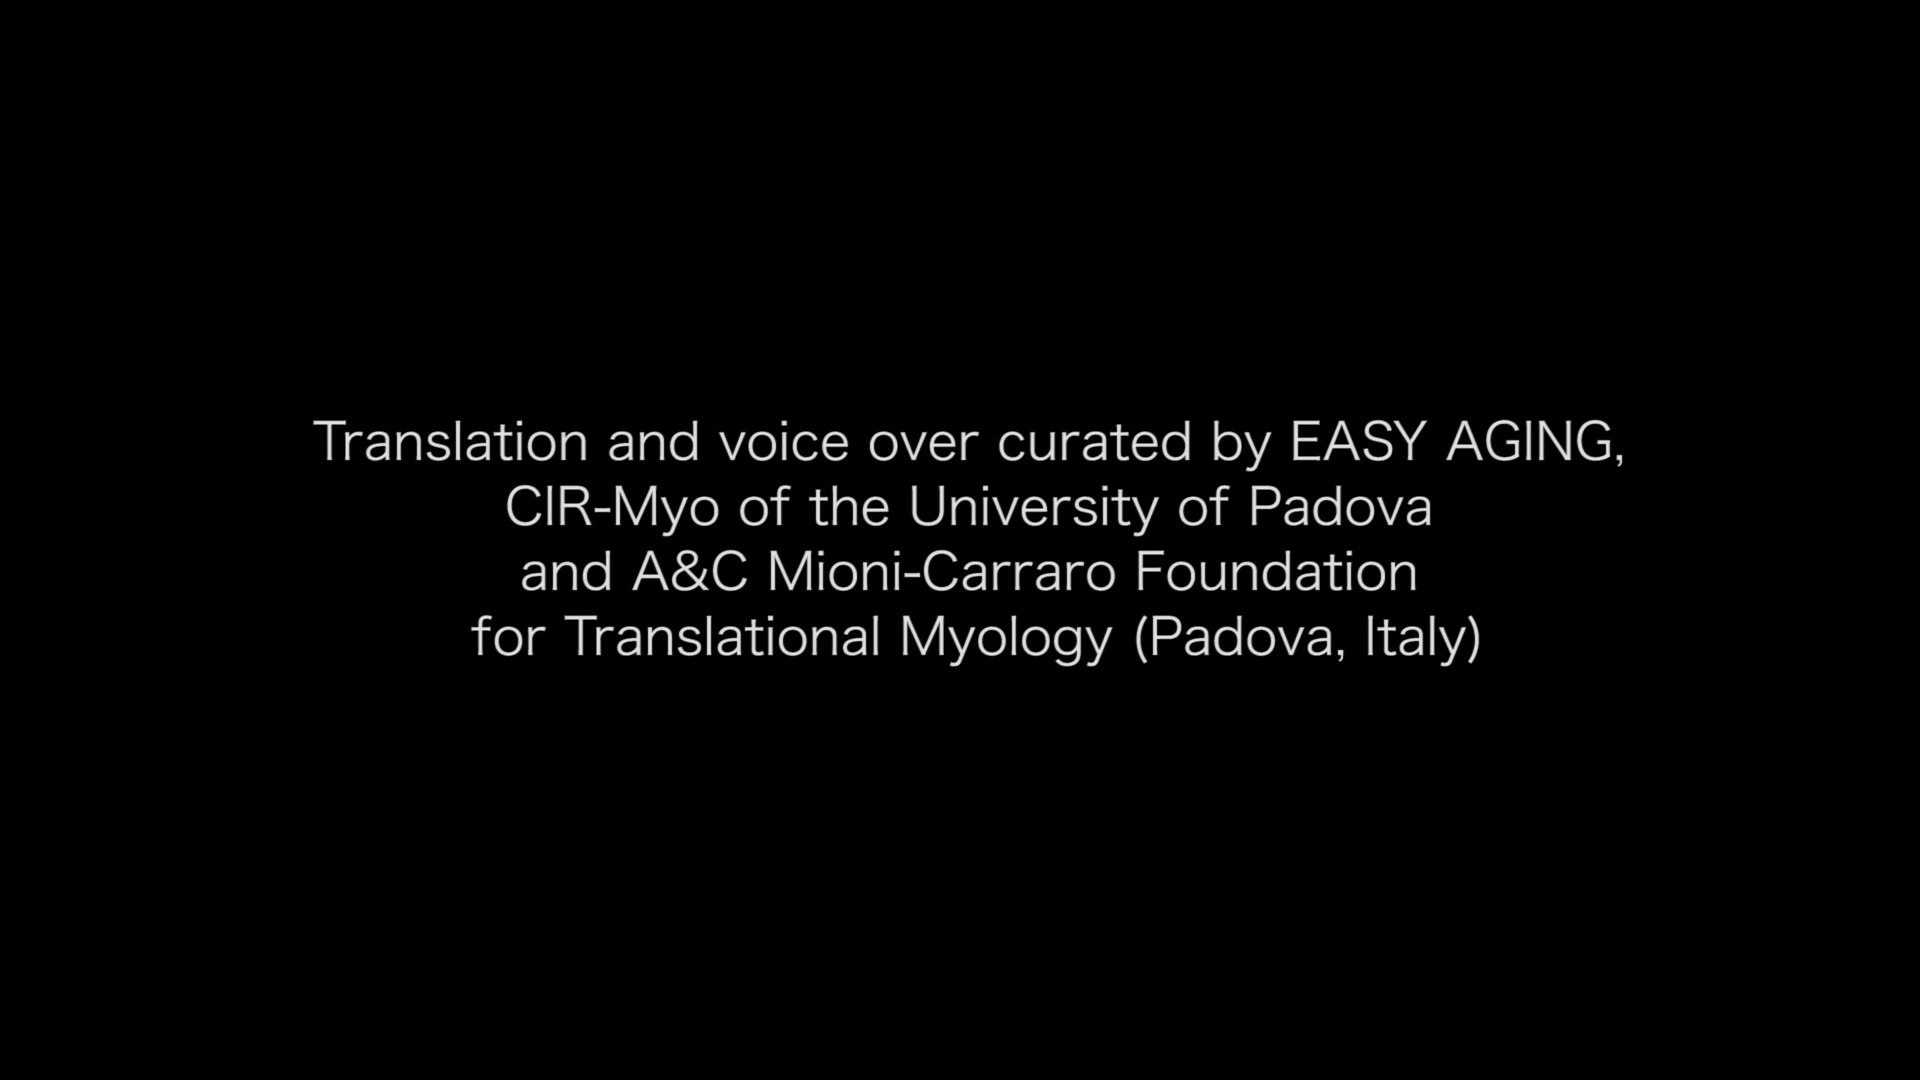 Translation and voice over curated by EASY AGING,
CIR-Myo of the University of Padova
and A&C Mioni-Carraro Foundation
for Translational Myology (Padova, Italy)